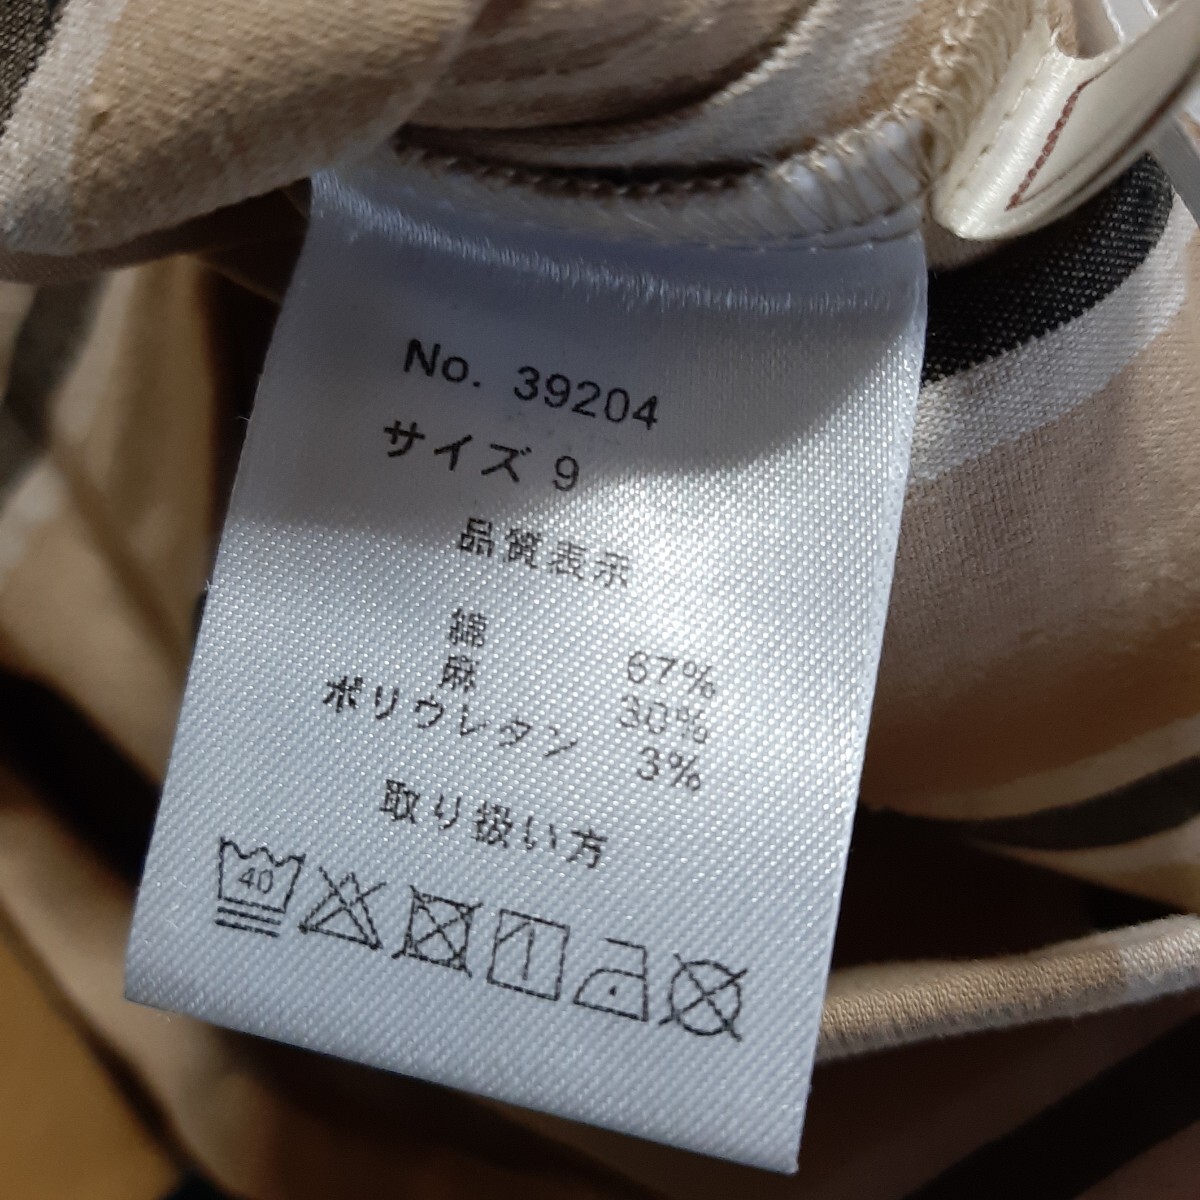 No. 39204
サイズ 9
品質表示
綿 67%
麻 30%
ポリウレタン 3%
取り扱い方
40